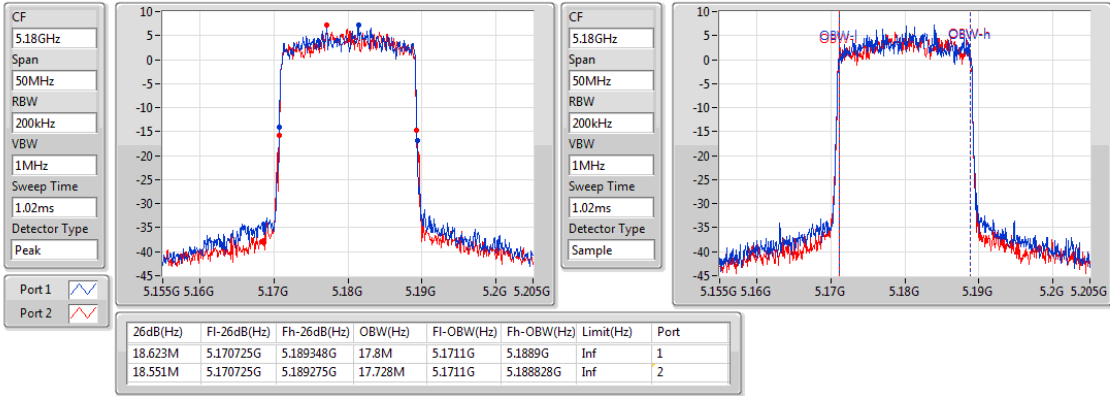 CF
5.18GHz
Span
50MHz
RBW
200kHz
VBW
1MHz
Sweep Time
1.02ms
Detector Type
Peak
Port 1
Port 2
10
5
0
-5
-10
-15
-20
-25
-30
-35
-40
-45
5.155G 5.16G 5.17G 5.18G 5.19G 5.2G 5.205G
CF
5.18GHz
Span
50MHz
RBW
200kHz
VBW
1MHz
Sweep Time
1.02ms
Detector Type
Sample
10
5
0
-5
-10
-15
-20
-25
-30
-35
-40
-45
OBW-l OBW-h
5.155G 5.16G 5.17G 5.18G 5.19G 5.2G 5.205G
26dB(Hz) Fl-26dB(Hz) Fh-26dB(Hz) OBW(Hz) Fl-OBW(Hz) Fh-OBW(Hz) Limit(Hz) Port
18.623M 5.170725G 5.189348G 17.8M 5.1711G 5.1889G Inf 1
18.551M 5.170725G 5.189275G 17.728M 5.1711G 5.188828G Inf 2